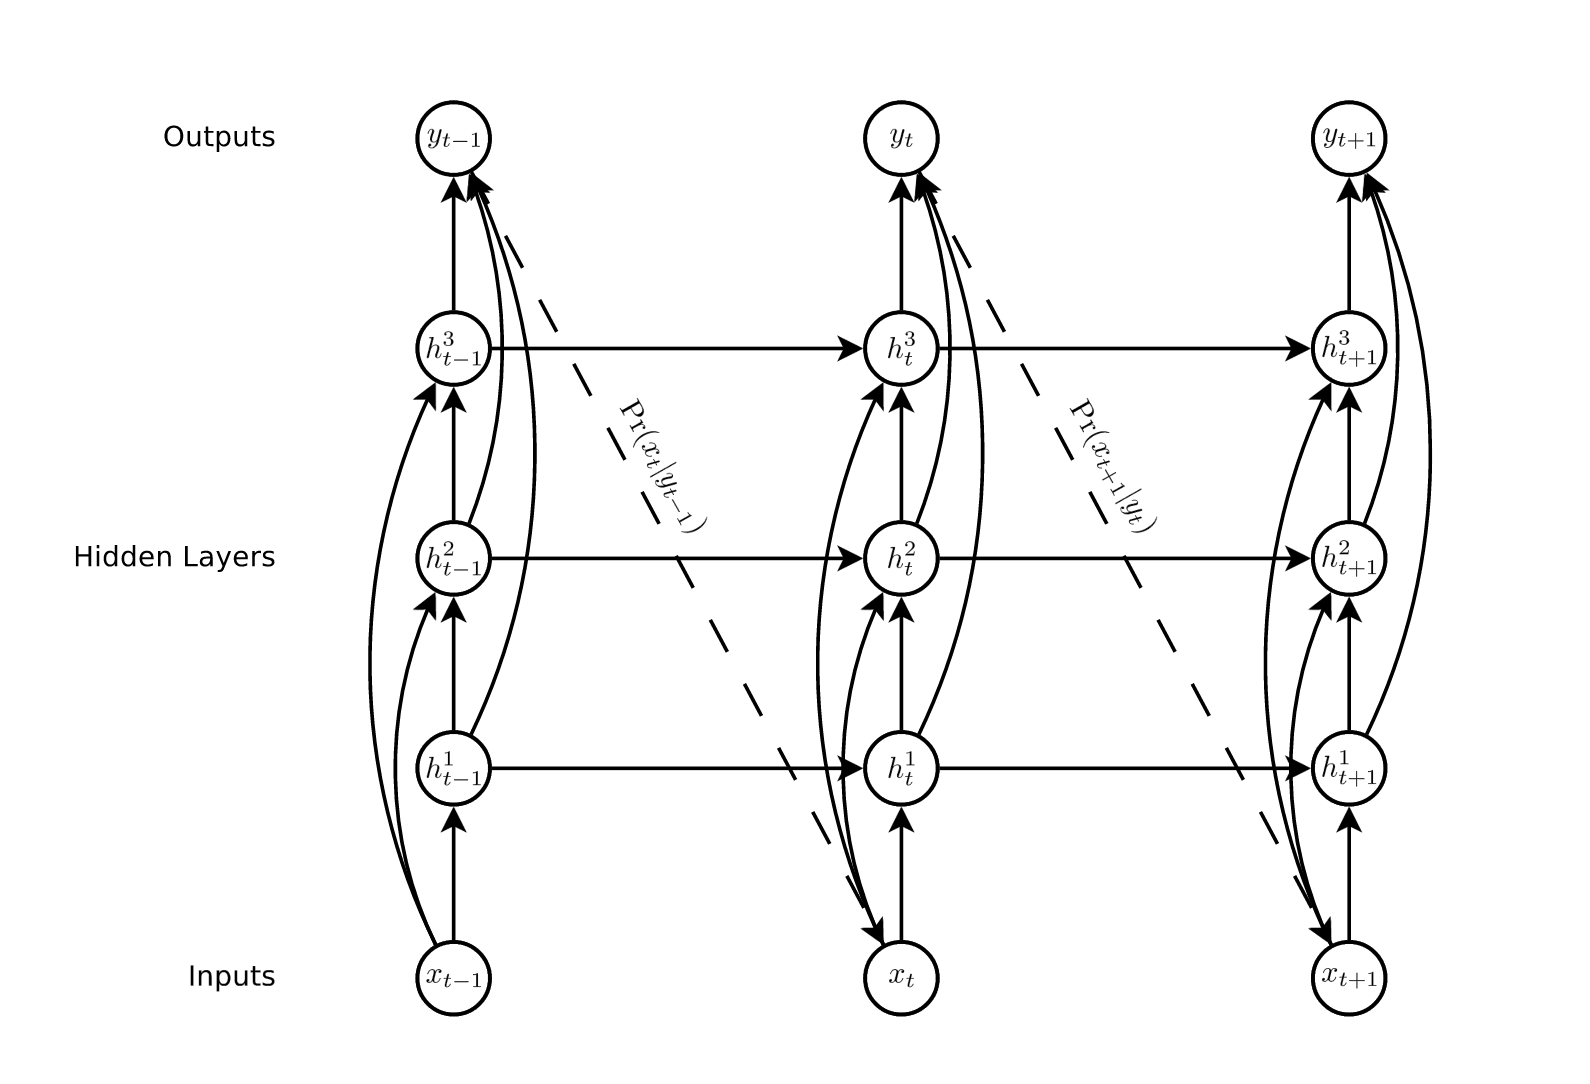 Outputs
y_{t-1}
y_t
y_{t+1}
h^3_{t-1}
h^3_t
h^3_{t+1}
Pr(x_t|y_{t-1})
Pr(x_{t+1}|y_t)
Hidden Layers
h^2_{t-1}
h^2_t
h^2_{t+1}
h^1_{t-1}
h^1_t
h^1_{t+1}
Inputs
x_{t-1}
x_t
x_{t+1}